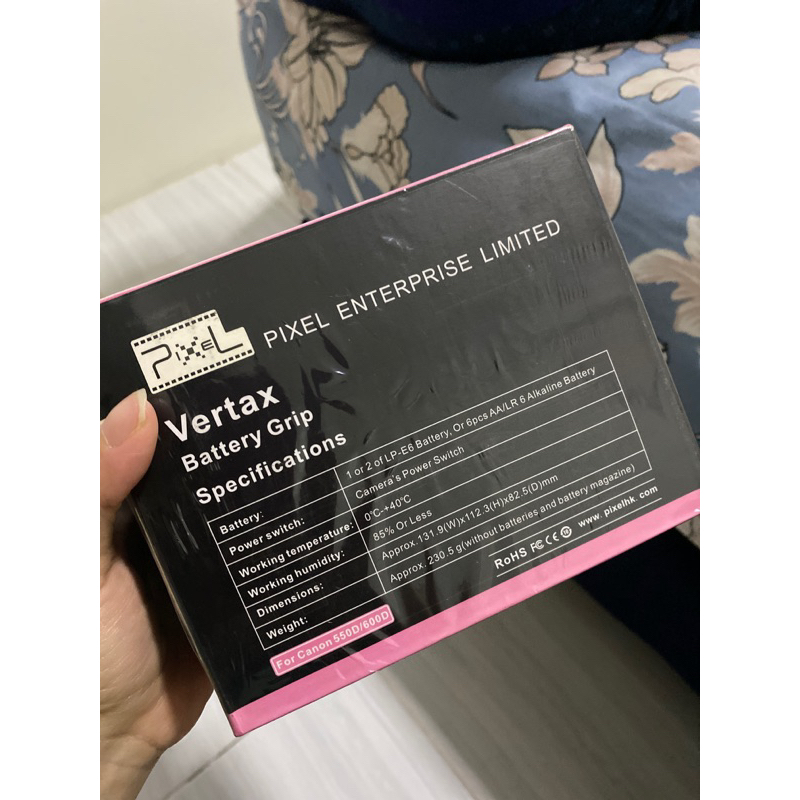 PIXEL
PIXEL ENTERPRISE LIMITED
Vertax
Battery Grip
Specifications
Battery: 1 or 2 of LP-E6 Battery, Or 6pcs AA/LR 6 Alkaline Battery
Power switch: Camera's Power Switch
Working temperature: 0℃-+40℃
Working humidity: 85% Or Less
Dimensions: Approx.131.9(W)x112.3(H)x82.5(D)mm
Weight: Approx. 230.5 g(without batteries and battery magazine)
RoHS FC CE www.pixelhk.com
For Canon 550D/600D